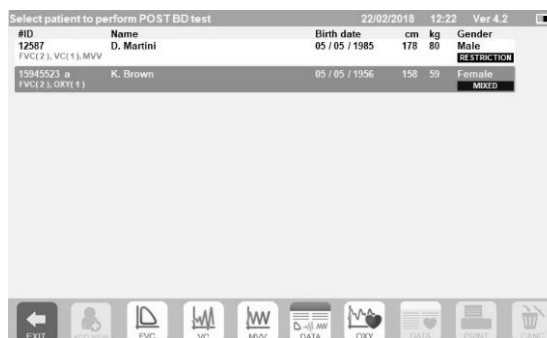 Select patient to perform POST BD test 22/02/2018 12:22 Ver 4.2
#ID Name Birth date cm kg Gender
12587 D. Martini 05 / 05 / 1985 178 80 Male
FVC( 2 ), VC( 1 ), MVV RESTRICTION
15945523 a K. Brown 05 / 05 / 1956 158 59 Female
FVC( 2 ), OXY( 1 ) MIXED
EXIT ADD NEW FVC VC MVV DATA OXY DATA PRINT CANC